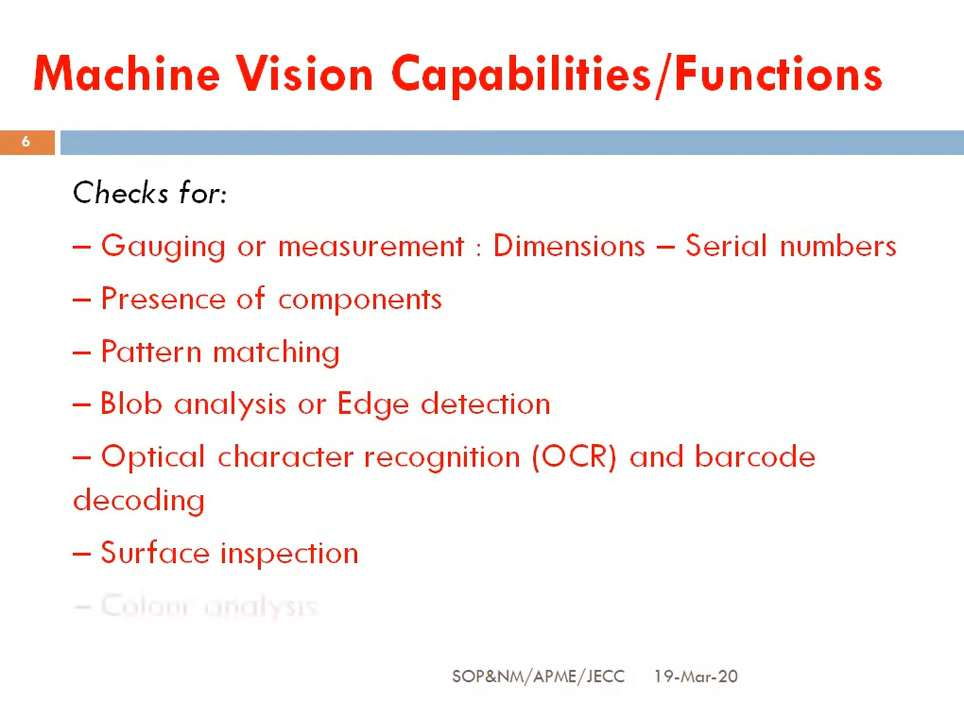 Machine Vision Capabilities/Functions
6
Checks for:
– Gauging or measurement : Dimensions – Serial numbers
– Presence of components
– Pattern matching
– Blob analysis or Edge detection
– Optical character recognition (OCR) and barcode
decoding
– Surface inspection
– Colour analysis
SOP&NM/APME/JECC 19-Mar-20